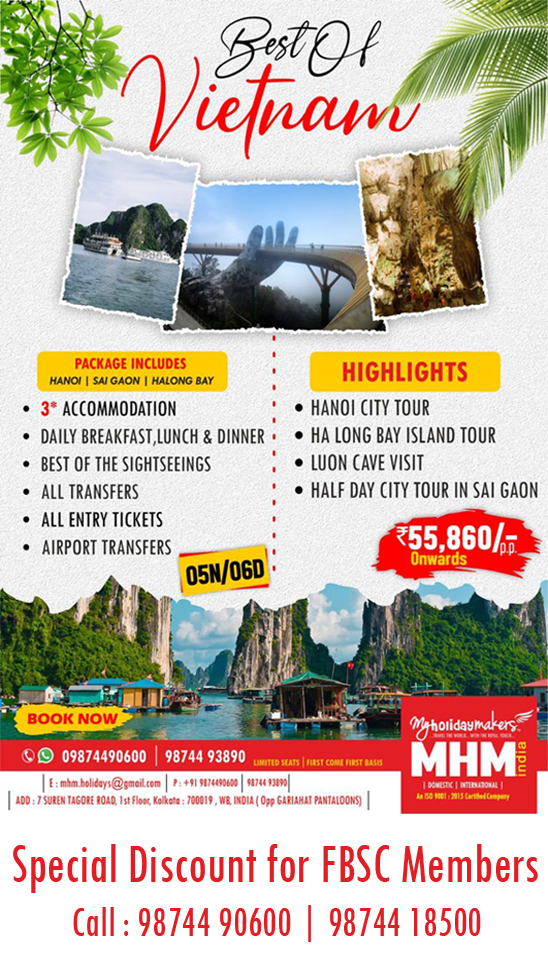 Best Of
Vietnam
PACKAGE INCLUDES
HANOI | SAI GAON | HALONG BAY
• 3* ACCOMMODATION
• DAILY BREAKFAST,LUNCH & DINNER
• BEST OF THE SIGHTSEEINGS
• ALL TRANSFERS
• ALL ENTRY TICKETS
• AIRPORT TRANSFERS
05N/06D
HIGHLIGHTS
• HANOI CITY TOUR
• HA LONG BAY ISLAND TOUR
• LUON CAVE VISIT
• HALF DAY CITY TOUR IN SAI GAON
₹55,860/- p.p.
Onwards
BOOK NOW
09874490600 | 98744 93890 LIMITED SEATS | FIRST COME FIRST BASIS
| E : mhm.holidays@gmail.com | P : +91 9874490600 | 98744 93890|
| ADD : 7 SUREN TAGORE ROAD, 1st Floor, Kolkata : 700019 , WB, INDIA ( Opp GARIAHAT PANTALOONS) |
Myholidaymakers™
TRAVEL THE WORLD... WITH THE ROYAL TOUCH...
MHM india
| DOMESTIC | INTERNATIONAL |
An ISO 9001 : 2015 Certified Company
Special Discount for FBSC Members
Call : 98744 90600 | 98744 18500